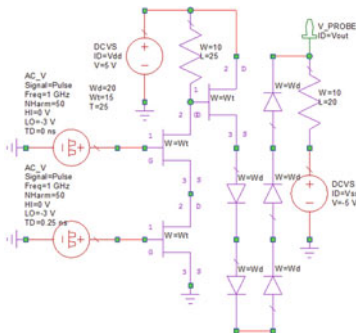 V_PROBE
ID=Vout
DCVS
ID=Vdd
V=5 V
W=10
L=25
AC_V
Signal=Pulse
Freq=1 GHz
NHarm=50
HI=0 V
LO=-3 V
TD=0 ns
Wd=20
Wt=15
T=25
2
D
1
W=Wt
3
S
W=Wd
W=10
L=20
2
D
1
G
W=Wt
3
S
W=Wd
W=Wd
DCVS
V=-5 V
AC_V
Signal=Pulse
Freq=1 GHz
NHarm=50
HI=0 V
LO=-3 V
TD=0.25 ns
2
D
1
G
W=Wt
3
S
W=Wd
W=Wd